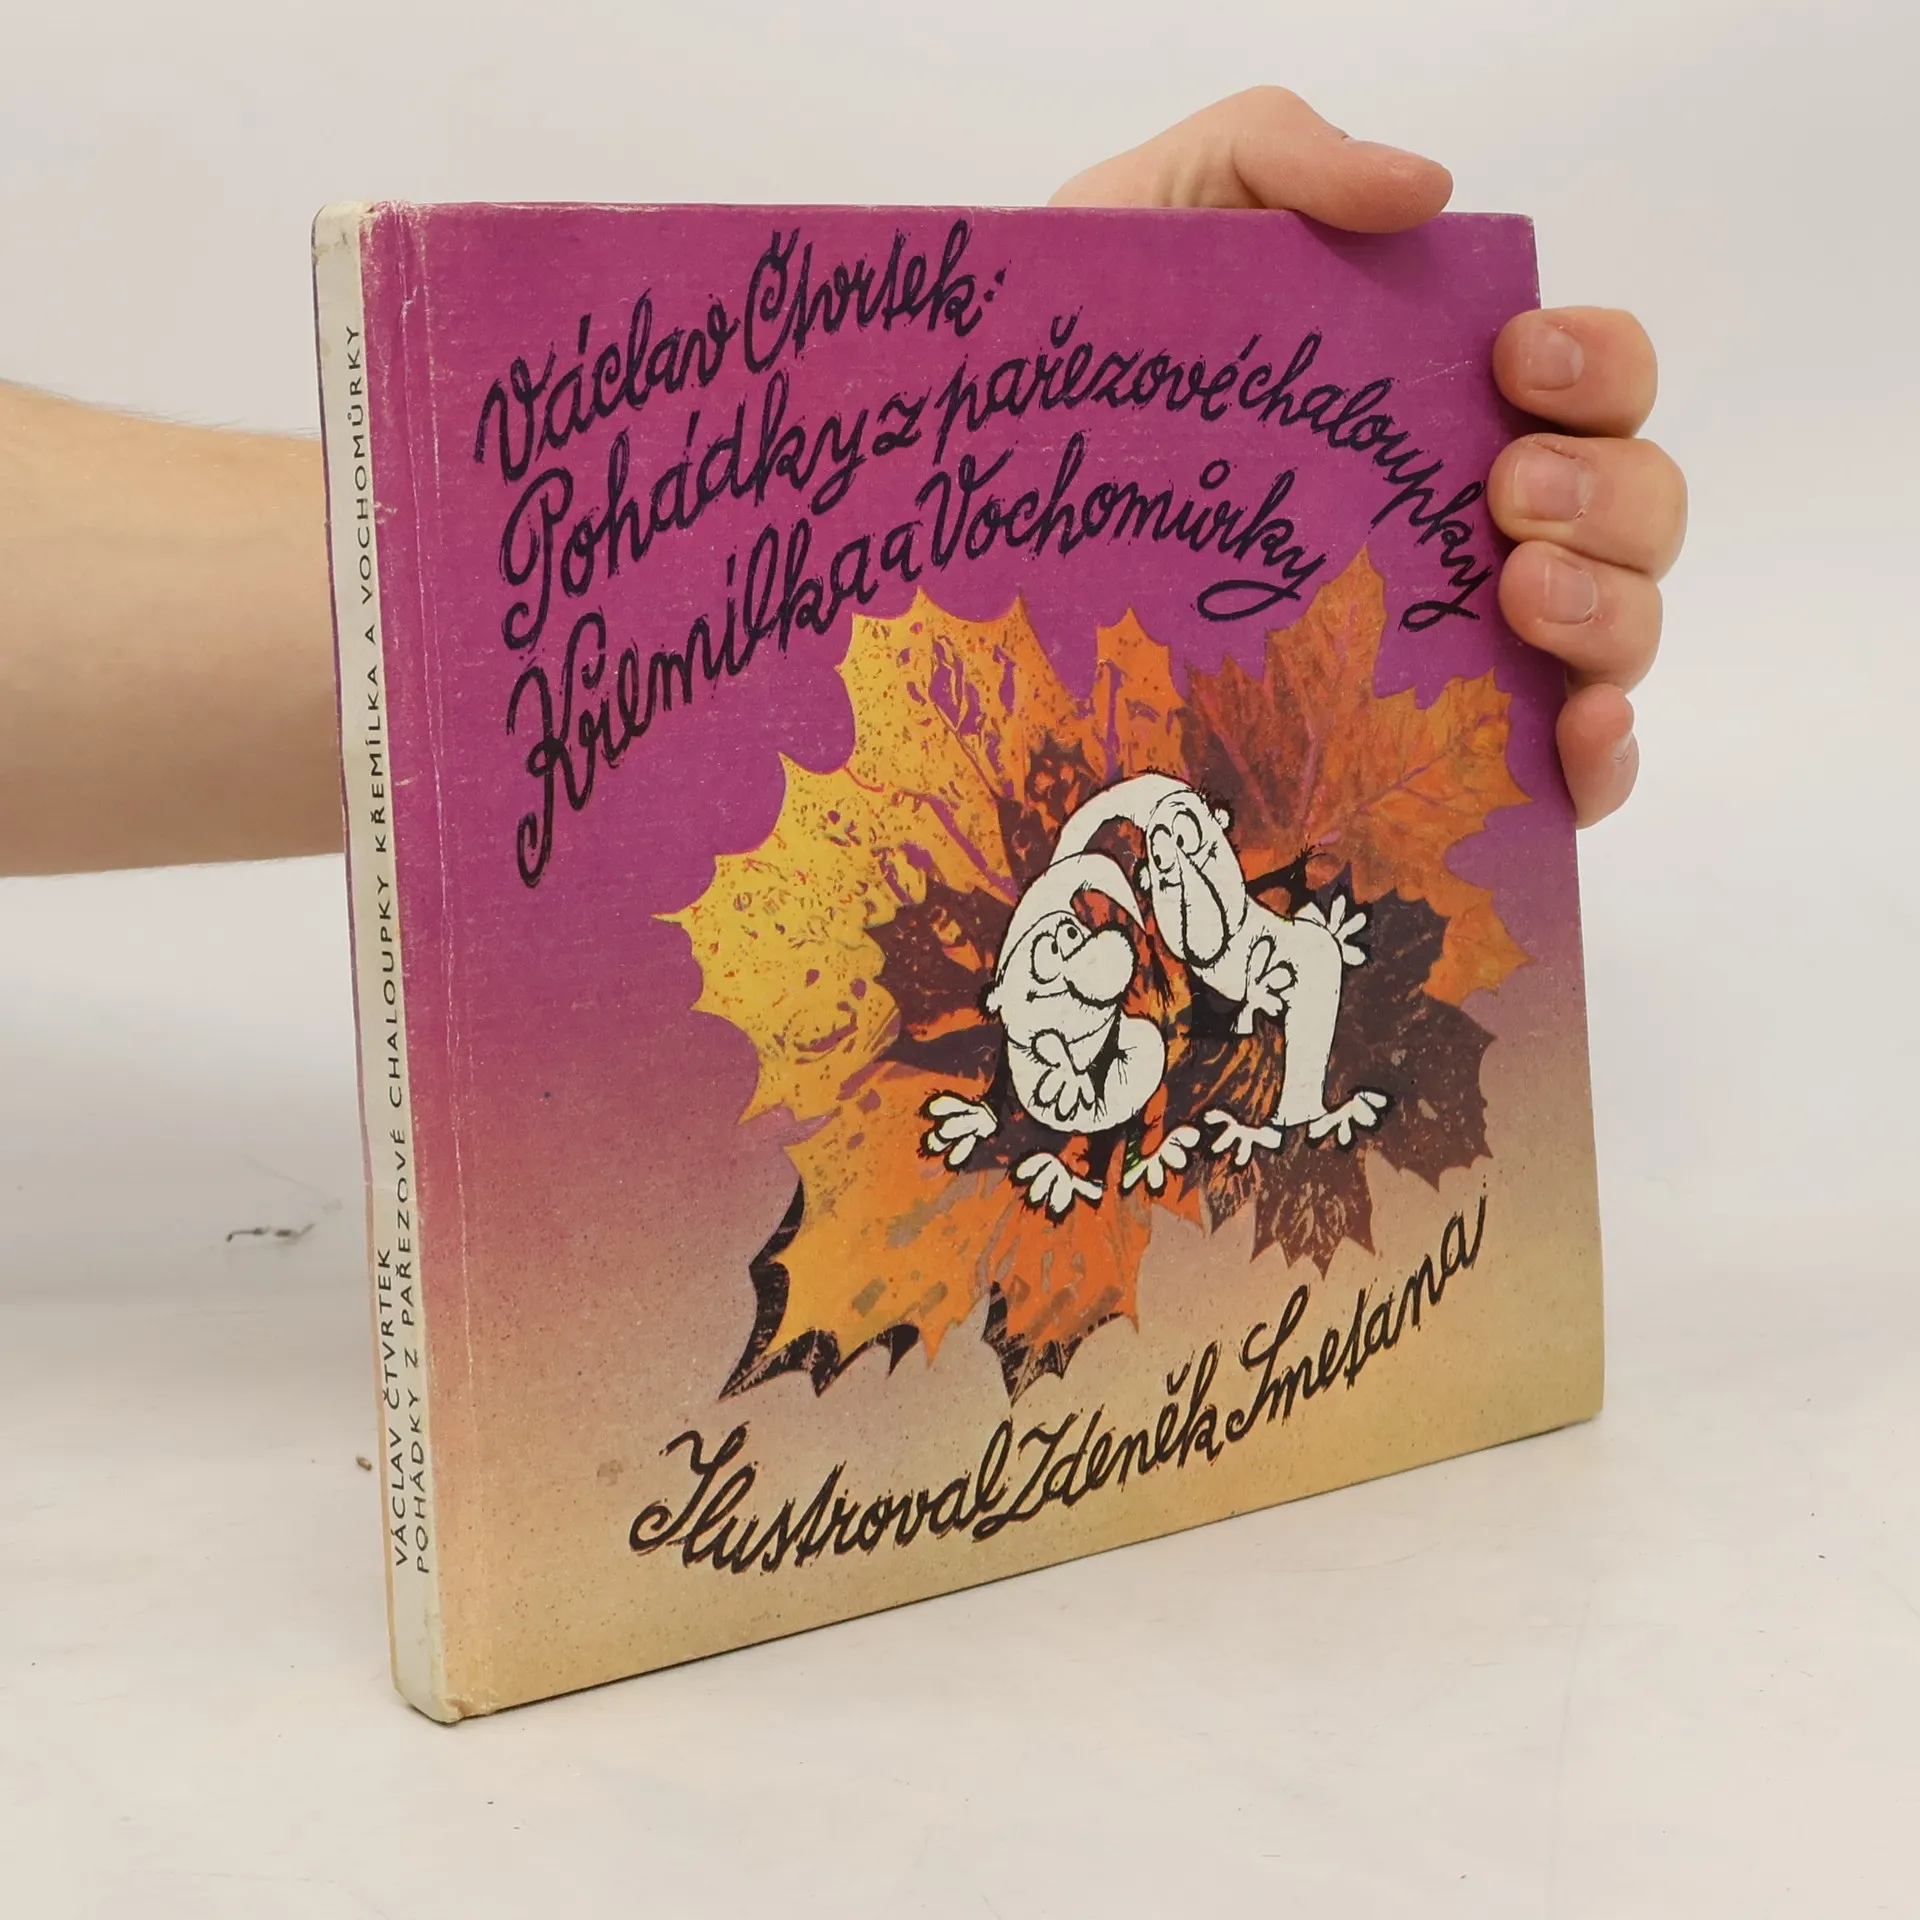 Václav Čtvrtek:
Pohádky z pařezové chaloupky
Křemílka a Vochomůrky
Ilustroval Zdeněk Smetana
VÁCLAV ČTVRTEK
POHÁDKY Z PAŘEZOVÉ CHALOUPKY KŘEMÍLKA A VOCHOMŮRKY